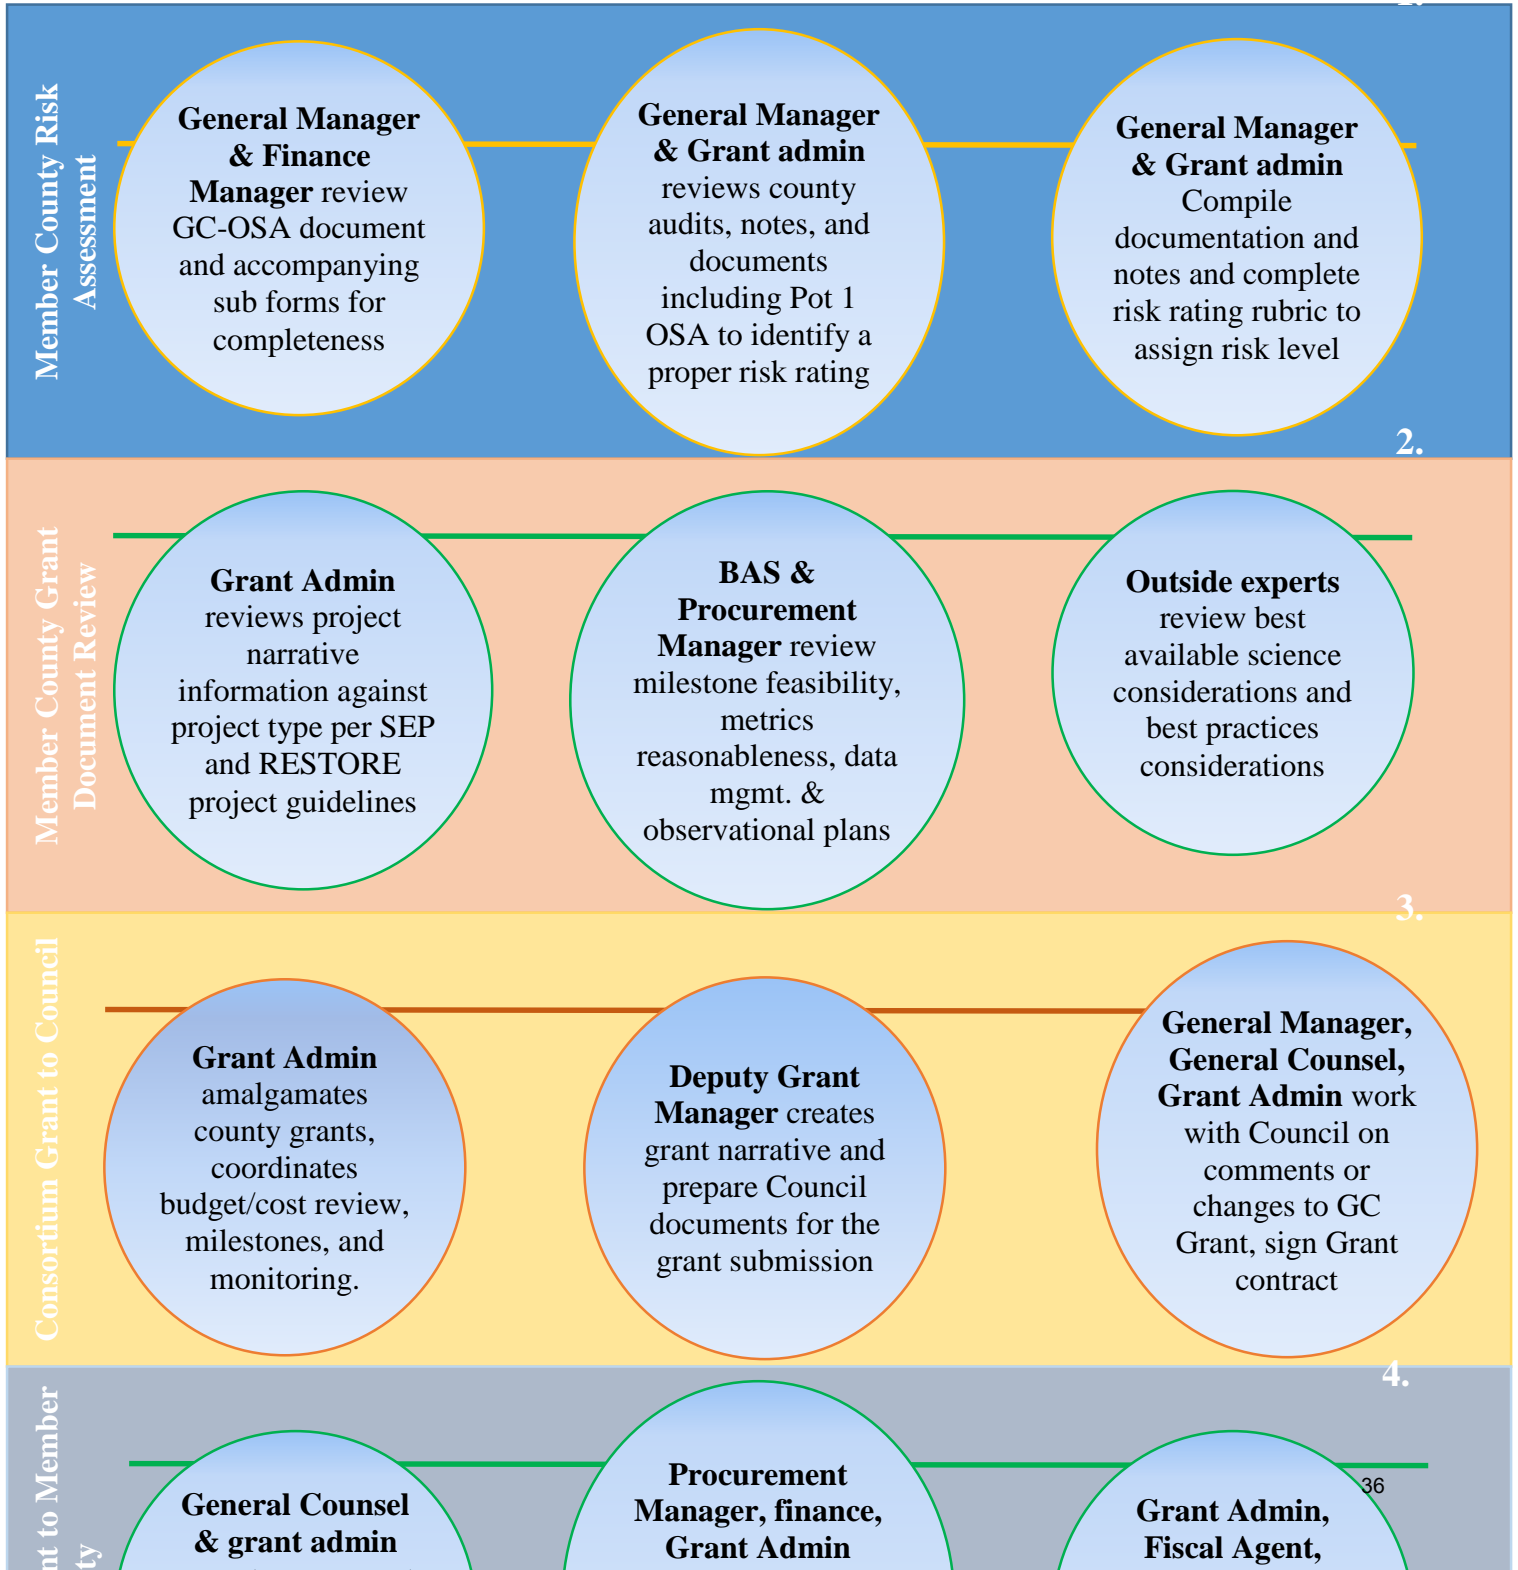 1.
Member County Risk
Assessment
General Manager
& Finance
Manager review
GC-OSA document
and accompanying
sub forms for
completeness
General Manager
& Grant admin
reviews county
audits, notes, and
documents
including Pot 1
OSA to identify a
proper risk rating
General Manager
& Grant admin
Compile
documentation and
notes and complete
risk rating rubric to
assign risk level
2.
Member County Grant
Document Review
Grant Admin
reviews project
narrative
information against
project type per SEP
and RESTORE
project guidelines
BAS &
Procurement
Manager review
milestone feasibility,
metrics
reasonableness, data
mgmt. &
observational plans
Outside experts
review best
available science
considerations and
best practices
considerations
3.
Consortium Grant to Council
Grant Admin
amalgamates
county grants,
coordinates
budget/cost review,
milestones, and
monitoring.
Deputy Grant
Manager creates
grant narrative and
prepare Council
documents for the
grant submission
General Manager,
General Counsel,
Grant Admin work
with Council on
comments or
changes to GC
Grant, sign Grant
contract
4.
nt to Member
ty
General Counsel
& grant admin
Procurement
Manager, finance,
Grant Admin
Grant Admin,
Fiscal Agent,
36